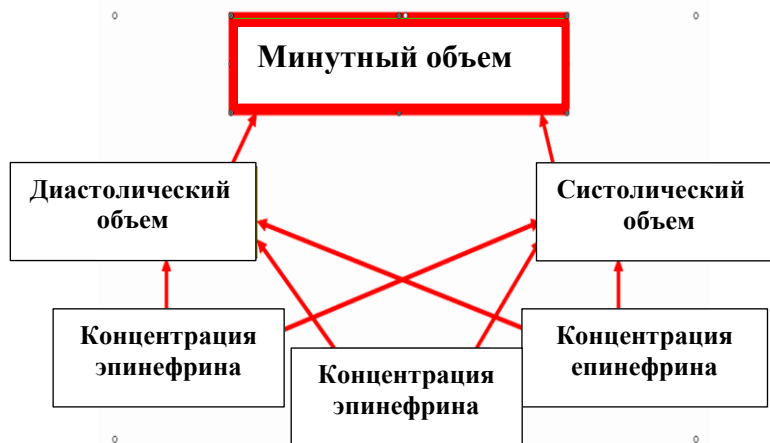 Минутный объем
Диастолический
объем
Систолический
объем
Концентрация
эпинефрина
Концентрация
эпинефрина
Концентрация
епинефрина